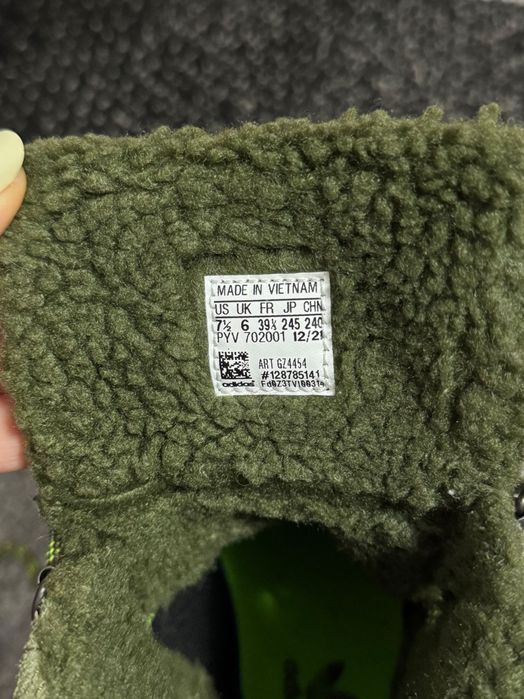 MADE IN VIETNAM
US UK FR JP CHN
7½ 6 39⅓ 245 240
PYV 702001 12/21
ART GZ4454
#128785141
adidas